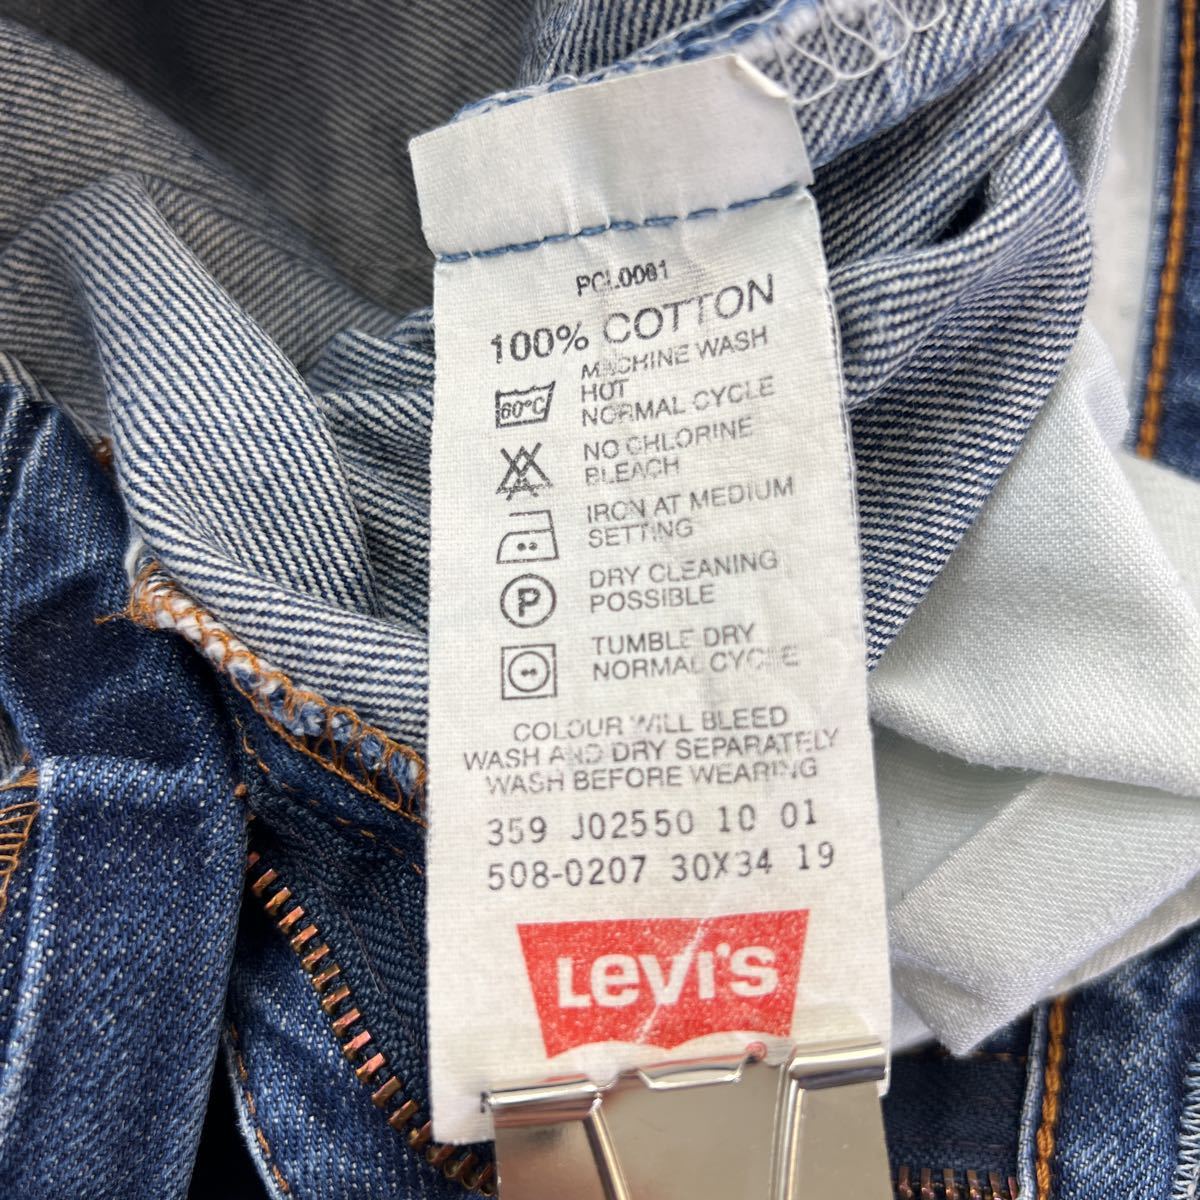 PCL0061
100% COTTON
60°C
MACHINE WASH
HOT
NORMAL CYCLE
NO CHLORINE
BLEACH
IRON AT MEDIUM
SETTING
P
DRY CLEANING
POSSIBLE
TUMBLE DRY
NORMAL CYCLE
COLOUR WILL BLEED
WASH AND DRY SEPARATELY
WASH BEFORE WEARING
359 J02550 10 01
508-0207 30X34 19
LEVI'S
®